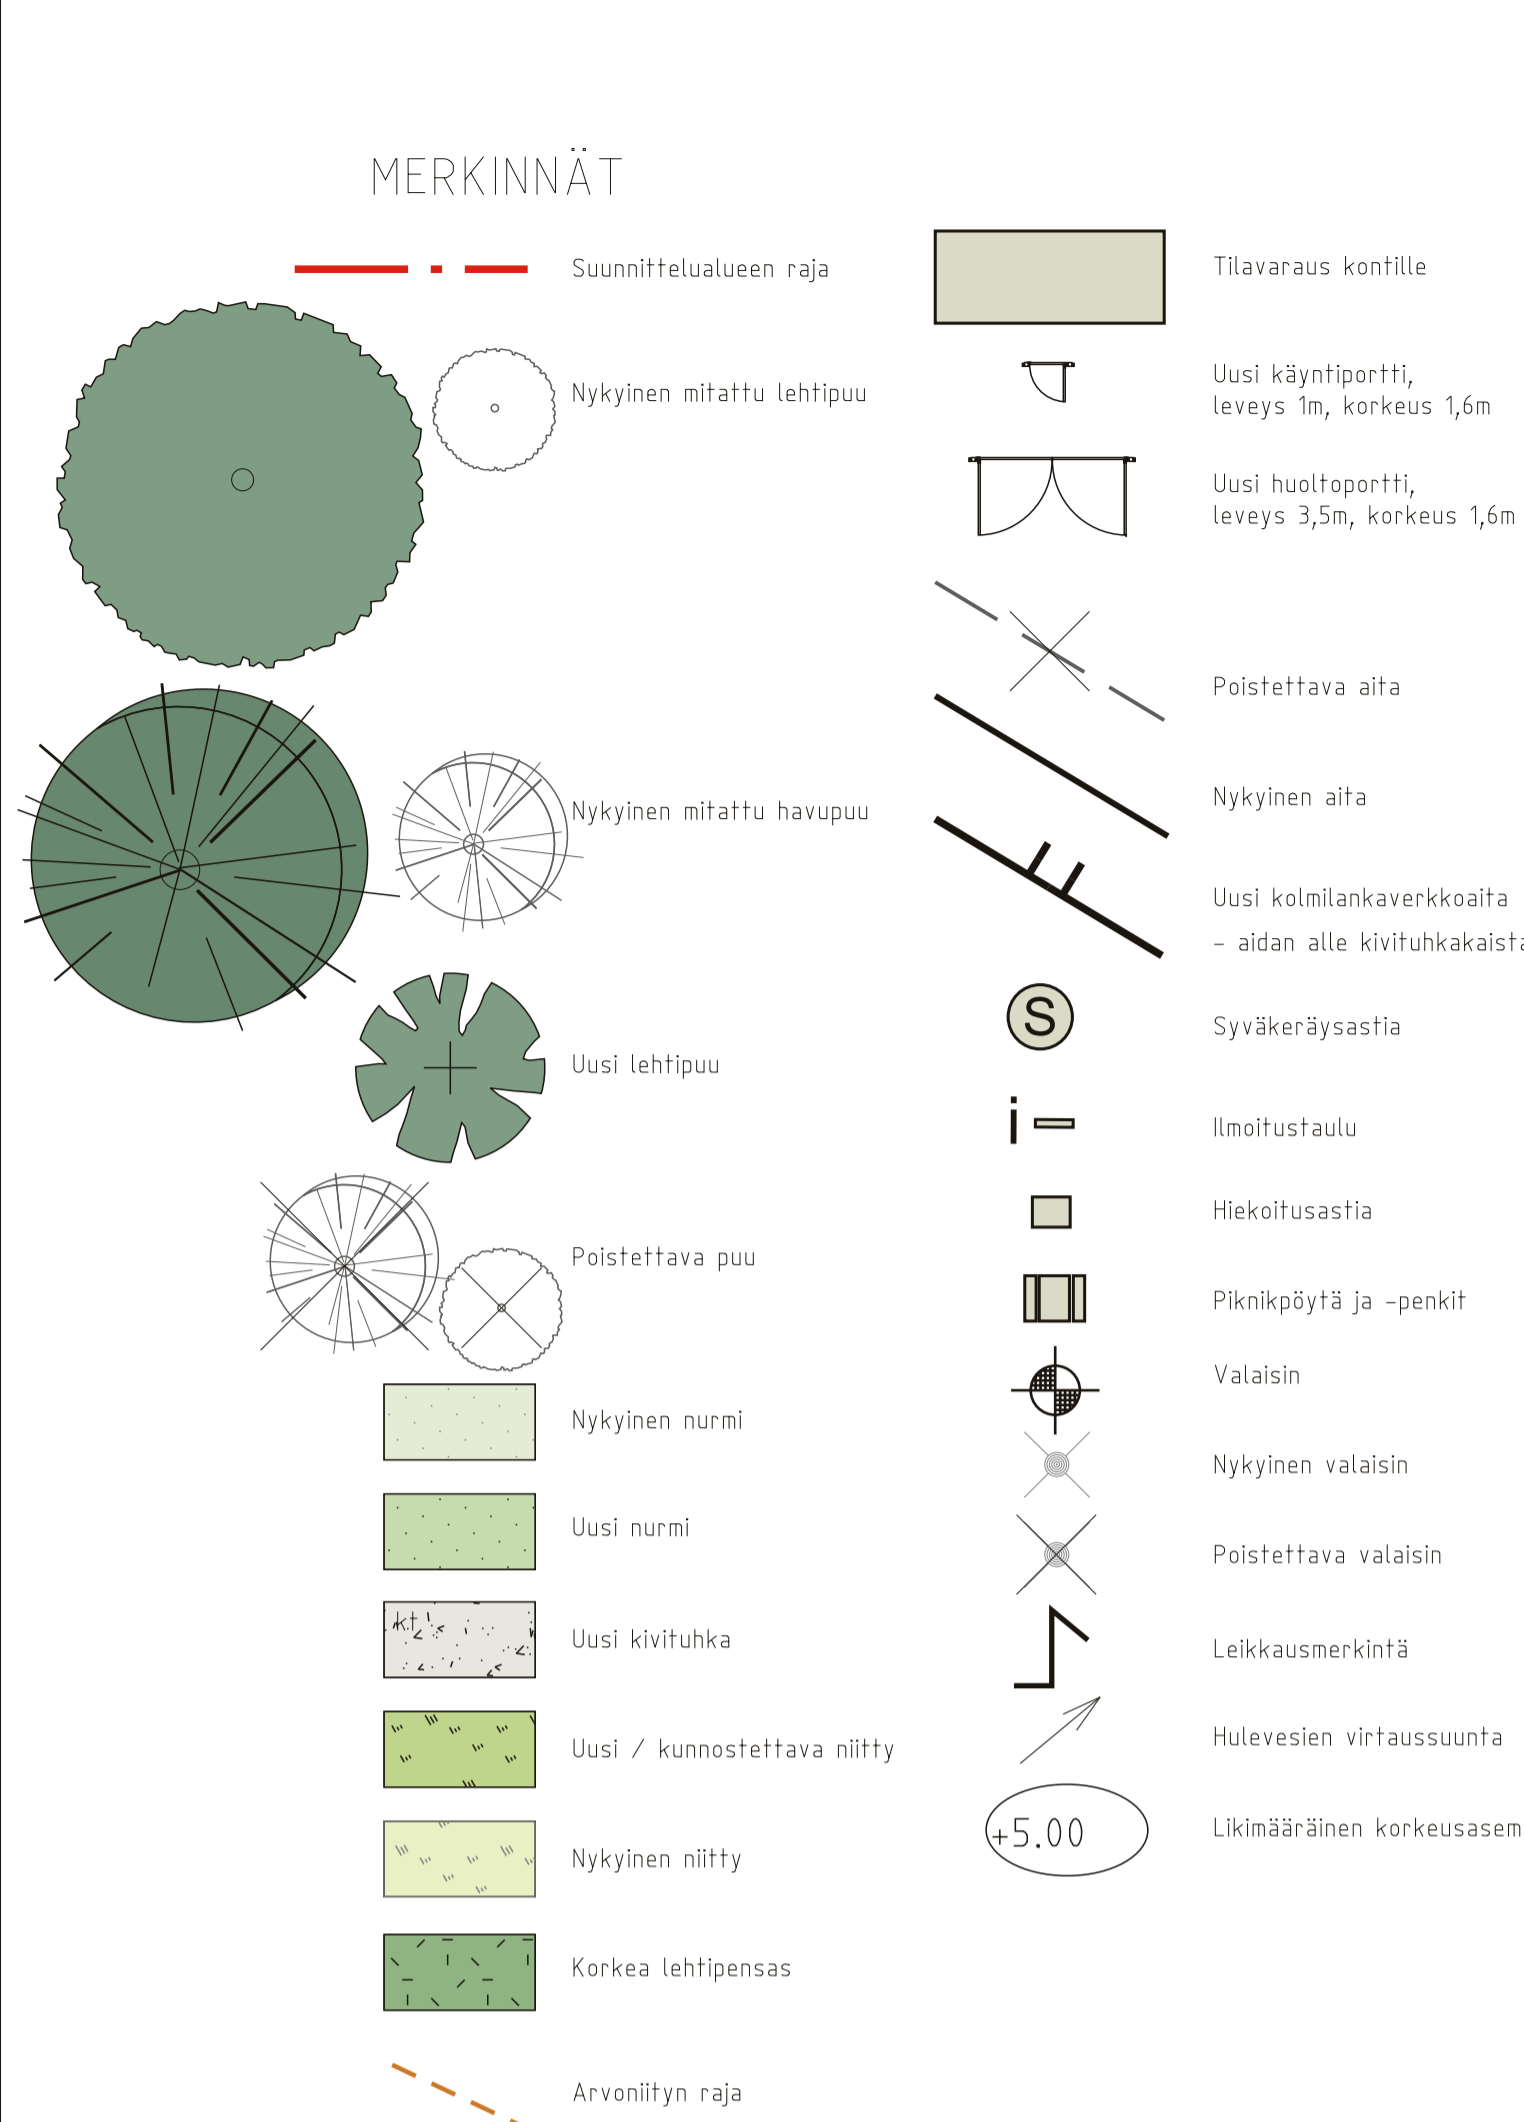 MERKINNÄT
Suunnittelualueen raja
Nykyinen mitattu lehtipuu
Nykyinen mitattu havupuu
Uusi lehtipuu
Poistettava puu
Nykyinen nurmi
Uusi nurmi
kt
Uusi kivituhka
Uusi / kunnostettava niitty
Nykyinen niitty
Korkea lehtipensas
Arvoniityn raja
Tilavaraus kontille
Uusi käyntiportti,
leveys 1m, korkeus 1,6m
Uusi huoltoportti,
leveys 3,5m, korkeus 1,6m
Poistettava aita
Nykyinen aita
Uusi kolmilankaverkkoaita
- aidan alle kivituhkakaista
S
Syväkeräysastia
i
Ilmoitustaulu
Hiekoitusastia
Piknikpöytä ja -penkit
Valaisin
Nykyinen valaisin
Poistettava valaisin
Leikkausmerkintä
Hulevesien virtaussuunta
+5.00
Likimääräinen korkeusasem